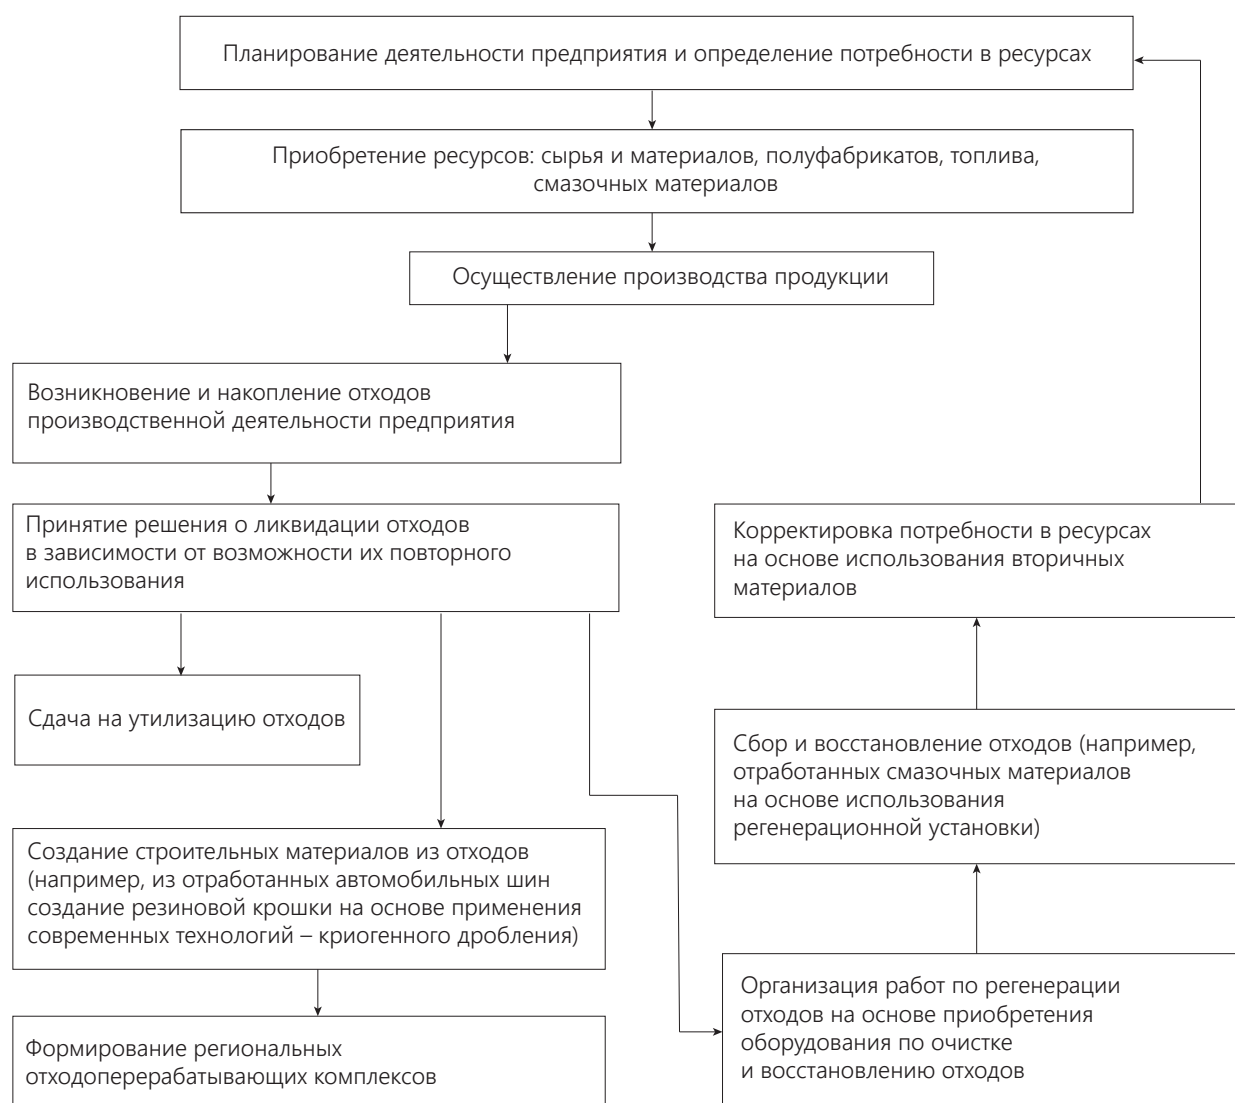 Планирование деятельности предприятия и определение потребности в ресурсах
Приобретение ресурсов: сырья и материалов, полуфабрикатов, топлива,
смазочных материалов
Осуществление производства продукции
Возникновение и накопление отходов
производственной деятельности предприятия
Принятие решения о ликвидации отходов
в зависимости от возможности их повторного
использования
Сдача на утилизацию отходов
Создание строительных материалов из отходов
(например, из отработанных автомобильных шин
создание резиновой крошки на основе применения
современных технологий – криогенного дробления)
Формирование региональных
отходоперерабатывающих комплексов
Корректировка потребности в ресурсах
на основе использования вторичных
материалов
Сбор и восстановление отходов (например,
отработанных смазочных материалов
на основе использования
регенерационной установки)
Организация работ по регенерации
отходов на основе приобретения
оборудования по очистке
и восстановлению отходов